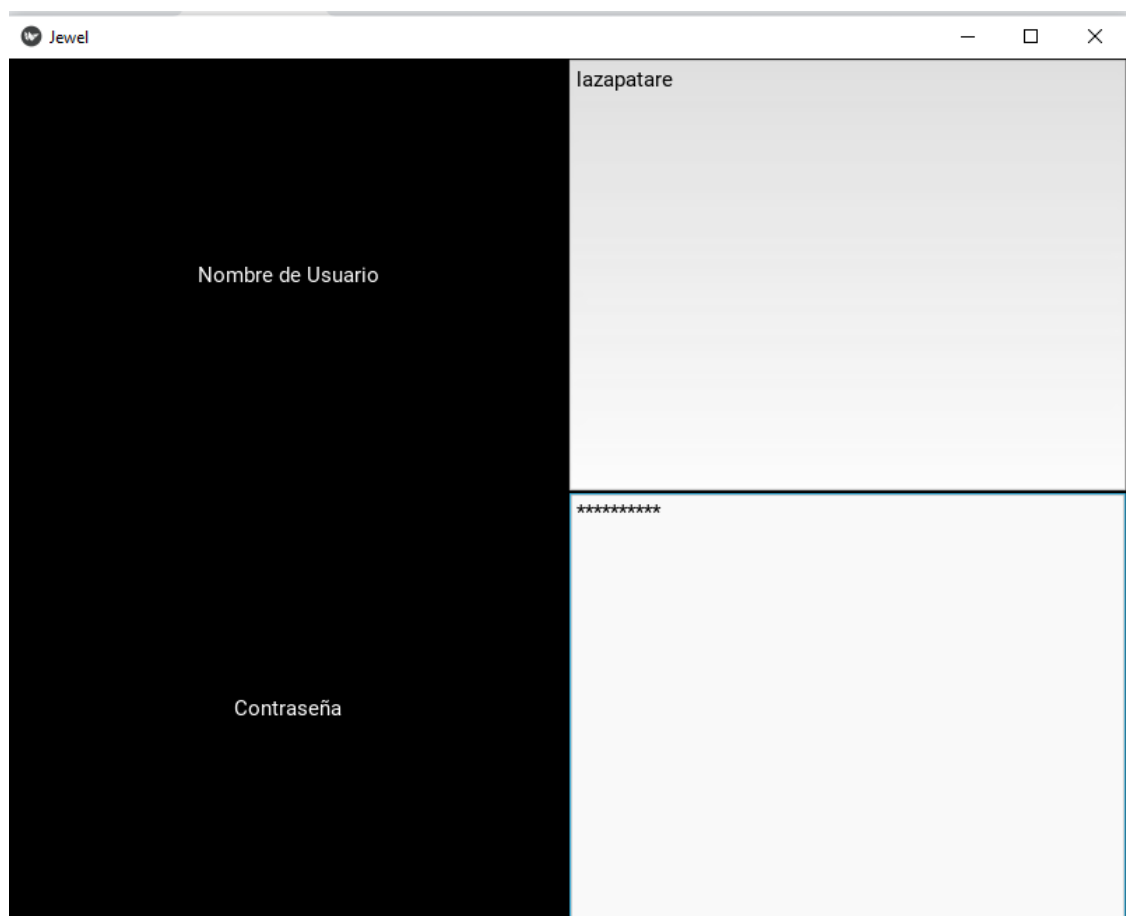 Jewel
Nombre de Usuario
lazapatare
Contraseña
**********